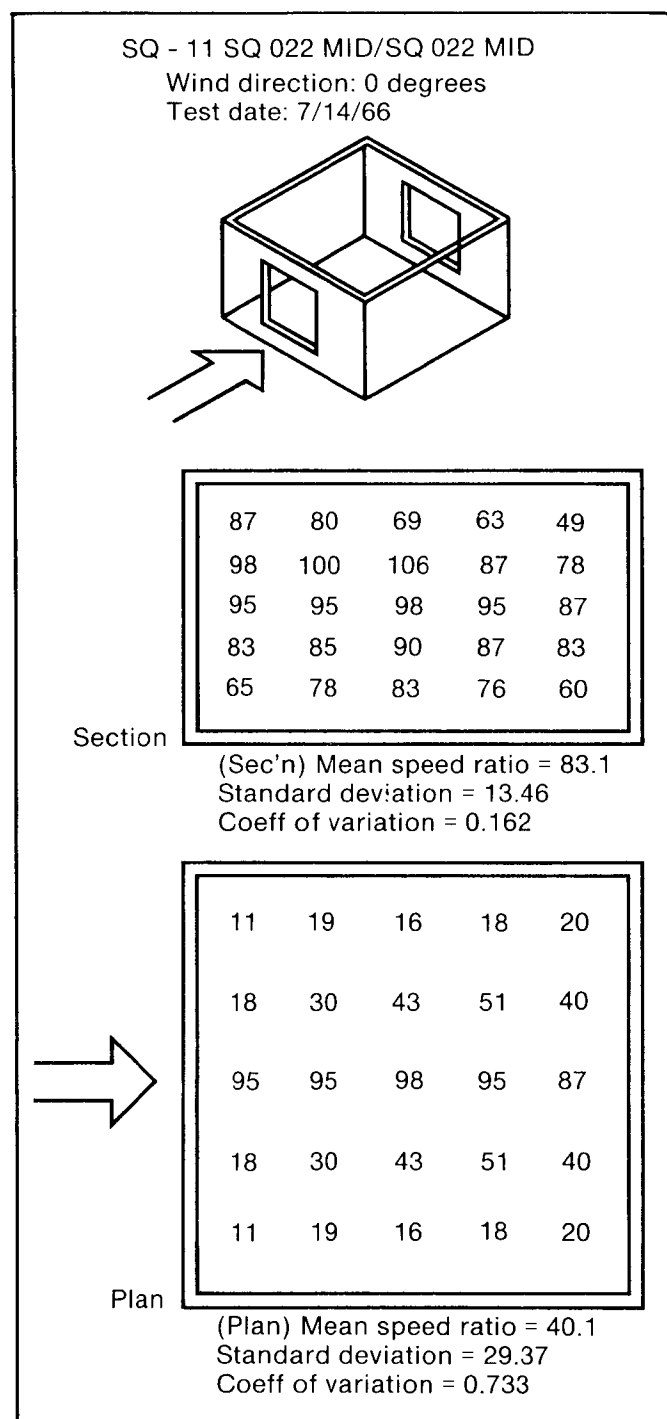 SQ - 11 SQ 022 MID/SQ 022 MID
Wind direction: 0 degrees
Test date: 7/14/66
87 80 69 63 49
98 100 106 87 78
95 95 98 95 87
83 85 90 87 83
65 78 83 76 60
Section
(Sec'n) Mean speed ratio = 83.1
Standard deviation = 13.46
Coeff of variation = 0.162
11 19 16 18 20
18 30 43 51 40
95 95 98 95 87
18 30 43 51 40
11 19 16 18 20
Plan
(Plan) Mean speed ratio = 40.1
Standard deviation = 29.37
Coeff of variation = 0.733